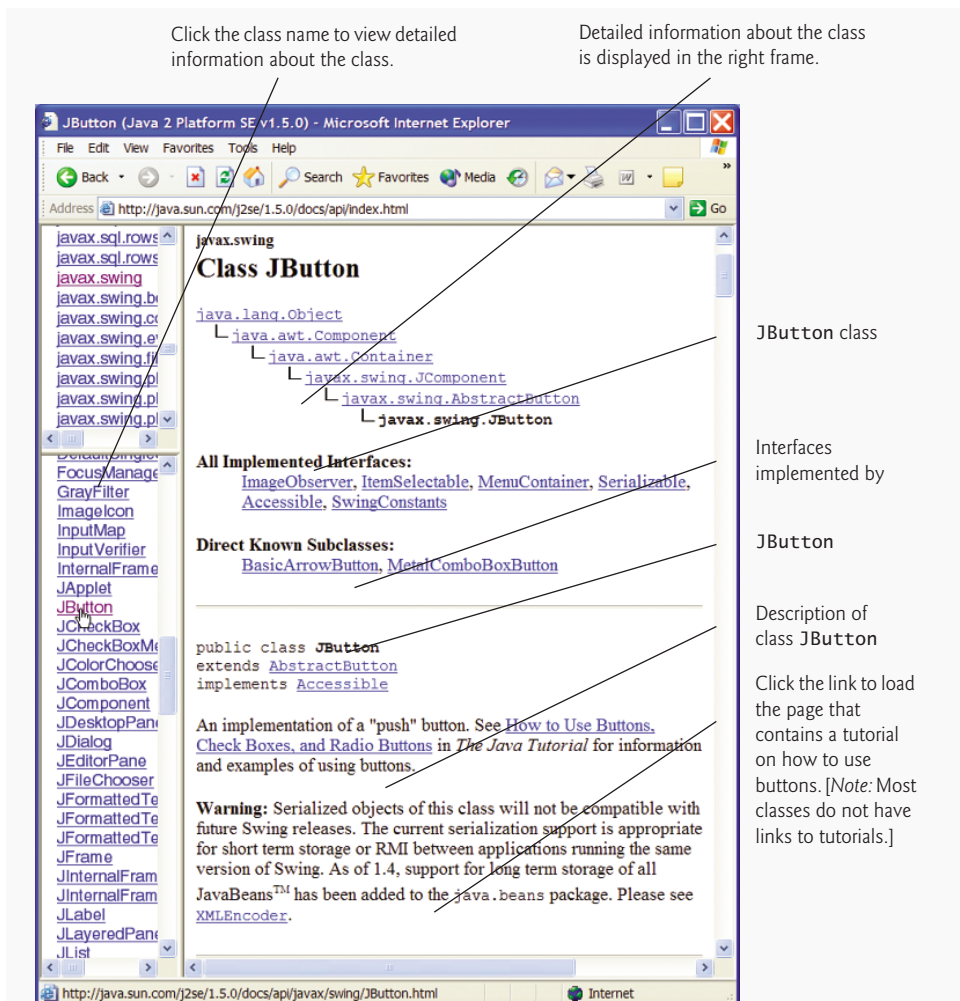 Click the class name to view detailed
information about the class.
Detailed information about the class
is displayed in the right frame.
JButton (Java 2 Platform SE v1.5.0) - Microsoft Internet Explorer
File Edit View Favorites Tools Help
Back Search Favorites Media
Address http://java.sun.com/j2se/1.5.0/docs/api/index.html Go
javax.sql.rows
javax.sql.rows
javax.swing
javax.swing.bo
javax.swing.co
javax.swing.ev
javax.swing.fil
javax.swing.pl
javax.swing.pl
javax.swing.pl
FocusManage
GrayFilter
ImageIcon
InputMap
InputVerifier
InternalFrame
JApplet
JButton
JCheckBox
JCheckBoxMe
JColorChoose
JComboBox
JComponent
JDesktopPane
JDialog
JEditorPane
JFileChooser
JFormattedTe
JFormattedTe
JFormattedTe
JFrame
JInternalFram
JInternalFram
JLabel
JLayeredPane
JList
javax.swing
Class JButton
java.lang.Object
java.awt.Component
java.awt.Container
javax.swing.JComponent
javax.swing.AbstractButton
javax.swing.JButton
All Implemented Interfaces:
ImageObserver, ItemSelectable, MenuContainer, Serializable,
Accessible, SwingConstants
Direct Known Subclasses:
BasicArrowButton, MetalComboBoxButton
public class JButton
extends AbstractButton
implements Accessible
An implementation of a "push" button. See How to Use Buttons,
Check Boxes, and Radio Buttons in The Java Tutorial for information
and examples of using buttons.
Warning: Serialized objects of this class will not be compatible with
future Swing releases. The current serialization support is appropriate
for short term storage or RMI between applications running the same
version of Swing. As of 1.4, support for long term storage of all
JavaBeans™ has been added to the java.beans package. Please see
XMLEncoder.
http://java.sun.com/j2se/1.5.0/docs/api/javax/swing/JButton.html Internet
JButton class
Interfaces
implemented by
JButton
Description of
class JButton
Click the link to load
the page that
contains a tutorial
on how to use
buttons. [Note: Most
classes do not have
links to tutorials.]